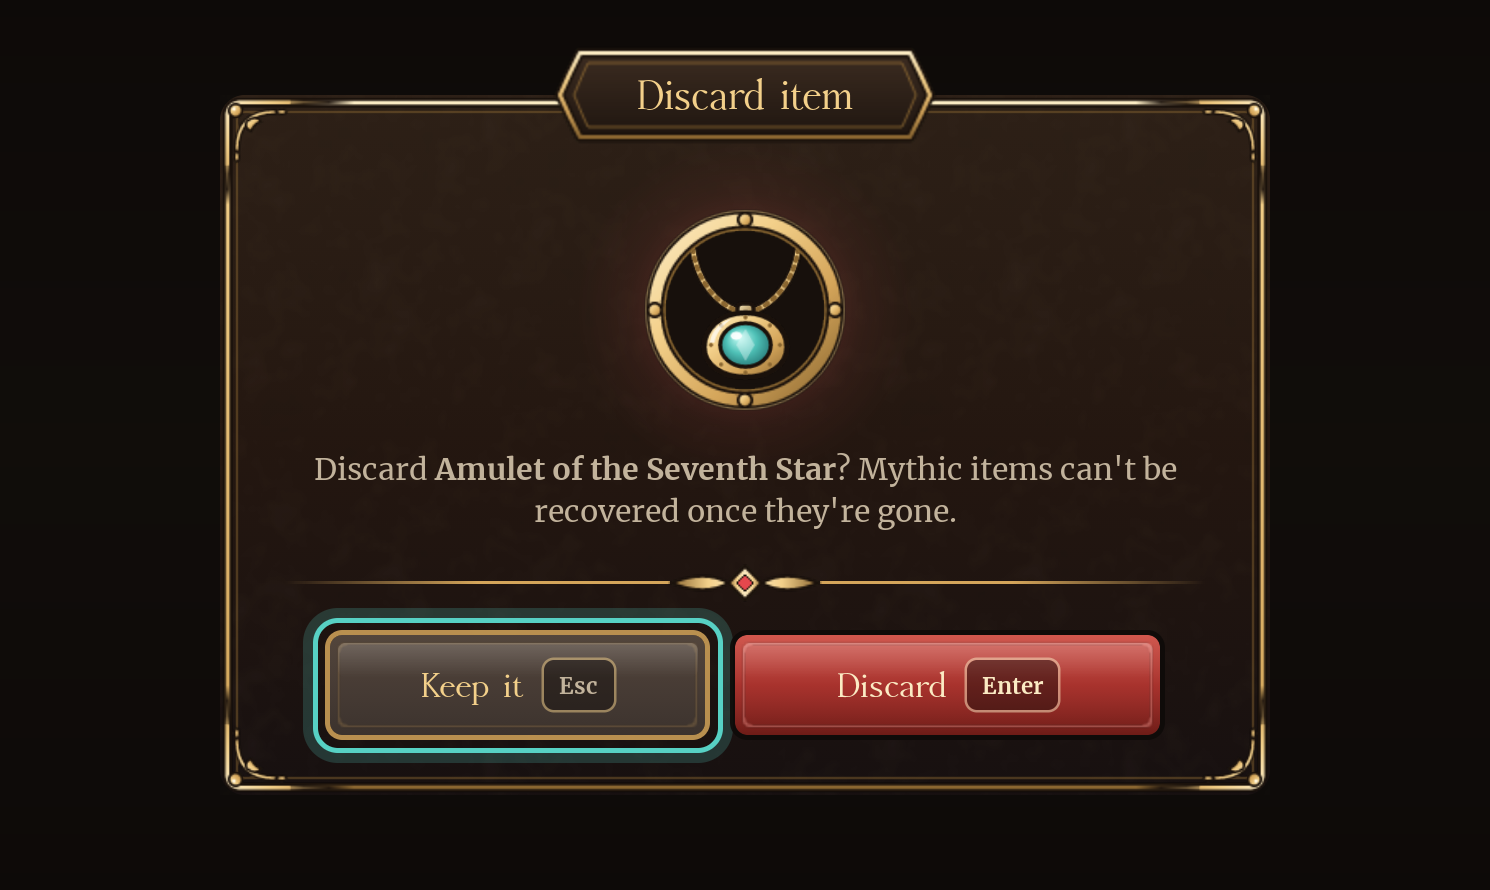 Discard item
Discard Amulet of the Seventh Star? Mythic items can't be
recovered once they're gone.
Keep it Esc
Discard Enter